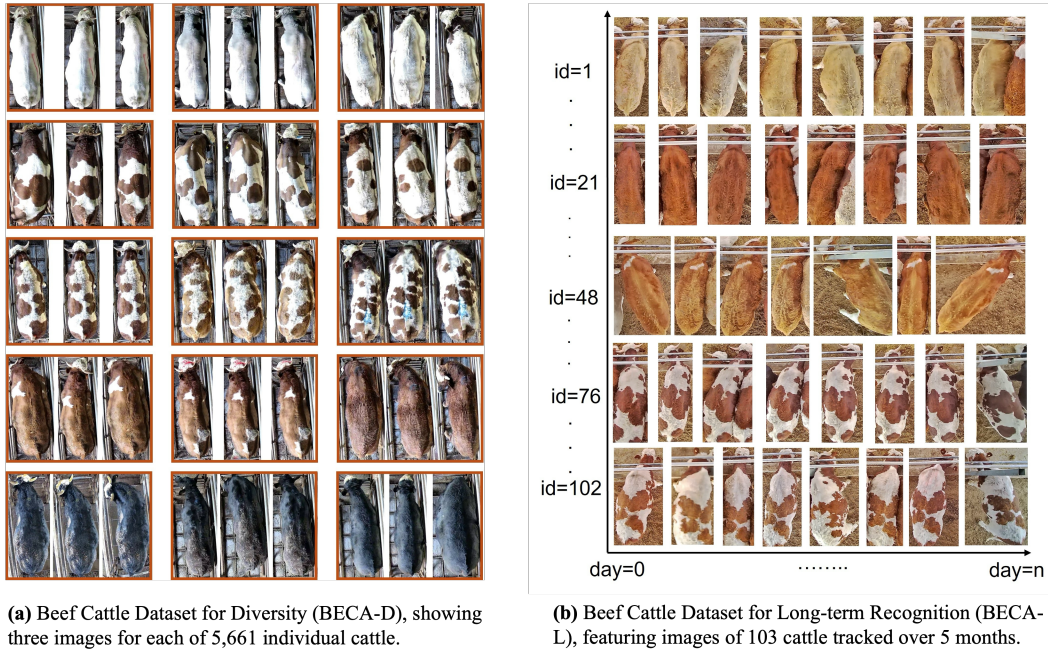 id=1
id=21
id=48
id=76
id=102
day=0
........
day=n
(a) Beef Cattle Dataset for Diversity (BECA-D), showing
three images for each of 5,661 individual cattle.
(b) Beef Cattle Dataset for Long-term Recognition (BECA-
L), featuring images of 103 cattle tracked over 5 months.